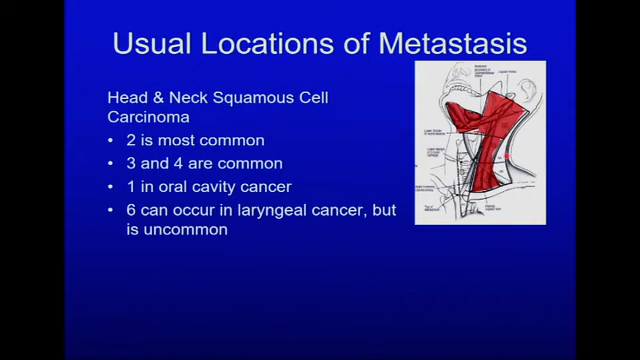 Usual Locations of Metastasis
Head & Neck Squamous Cell
Carcinoma
• 2 is most common
• 3 and 4 are common
• 1 in oral cavity cancer
• 6 can occur in laryngeal cancer, but
is uncommon